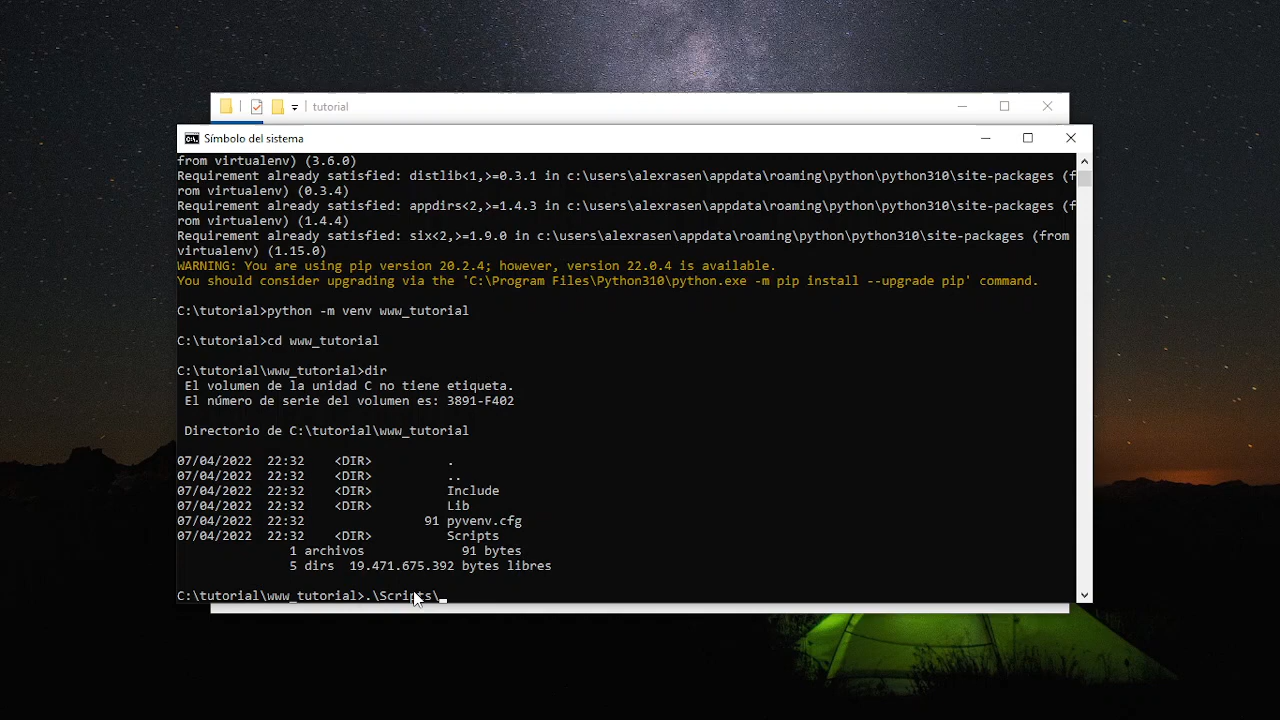 tutorial
Símbolo del sistema
from virtualenv) (3.6.0)
Requirement already satisfied: distlib<1,>=0.3.1 in c:\users\alexrasen\appdata\roaming\python\python310\site-packages (f
rom virtualenv) (0.3.4)
Requirement already satisfied: appdirs<2,>=1.4.3 in c:\users\alexrasen\appdata\roaming\python\python310\site-packages (f
rom virtualenv) (1.4.4)
Requirement already satisfied: six<2,>=1.9.0 in c:\users\alexrasen\appdata\roaming\python\python310\site-packages (from
virtualenv) (1.15.0)
WARNING: You are using pip version 20.2.4; however, version 22.0.4 is available.
You should consider upgrading via the 'C:\Program Files\Python310\python.exe -m pip install --upgrade pip' command.
C:\tutorial>python -m venv www_tutorial
C:\tutorial>cd www_tutorial
C:\tutorial\www_tutorial>dir
El volumen de la unidad C no tiene etiqueta.
El número de serie del volumen es: 3891-F402
Directorio de C:\tutorial\www_tutorial
07/04/2022 22:32 <DIR> .
07/04/2022 22:32 <DIR> ..
07/04/2022 22:32 <DIR> Include
07/04/2022 22:32 <DIR> Lib
07/04/2022 22:32 91 pyvenv.cfg
07/04/2022 22:32 <DIR> Scripts
1 archivos 91 bytes
5 dirs 19.471.675.392 bytes libres
C:\tutorial\www_tutorial>.\Scripts\